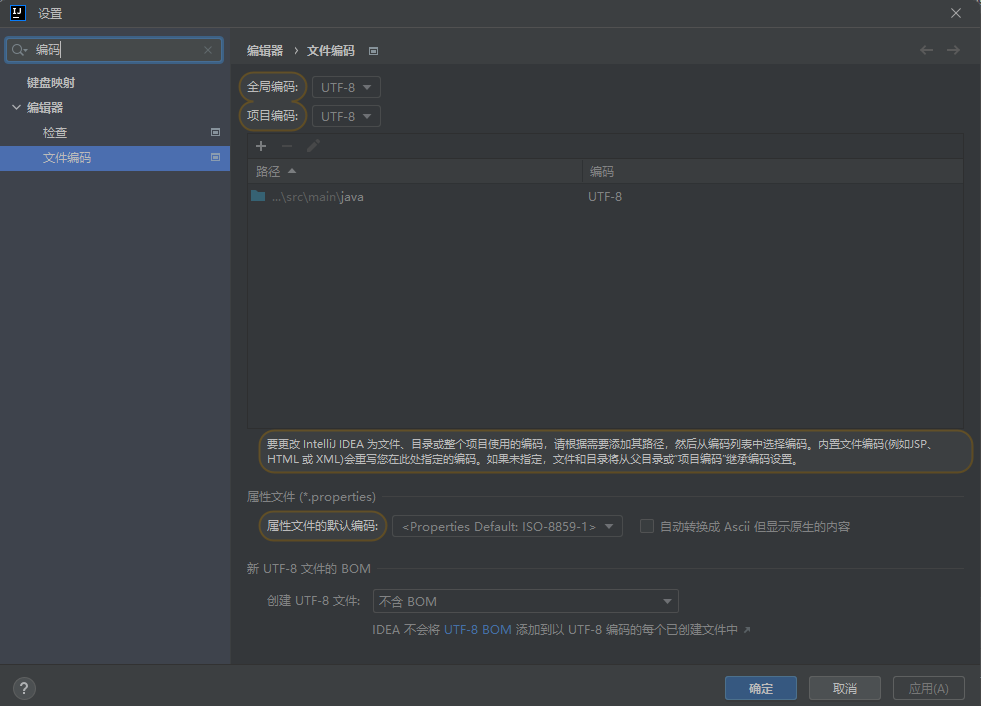 IJ
设置
编码
键盘映射
编辑器
检查
文件编码
编辑器 › 文件编码
全局编码: UTF-8
项目编码: UTF-8
路径 编码
...\src\main\java UTF-8
要更改 IntelliJ IDEA 为文件、目录或整个项目使用的编码，请根据需要添加其路径，然后从编码列表中选择编码。内置文件编码(例如JSP、
HTML 或 XML)会重写您在此处指定的编码。如果未指定，文件和目录将从父目录或“项目编码”继承编码设置。
属性文件 (*.properties)
属性文件的默认编码: <Properties Default: ISO-8859-1> 自动转换成 Ascii 但显示原生的内容
新 UTF-8 文件的 BOM
创建 UTF-8 文件: 不含 BOM
IDEA 不会将 UTF-8 BOM 添加到以 UTF-8 编码的每个已创建文件中 ↗
? 确定 取消 应用(A)